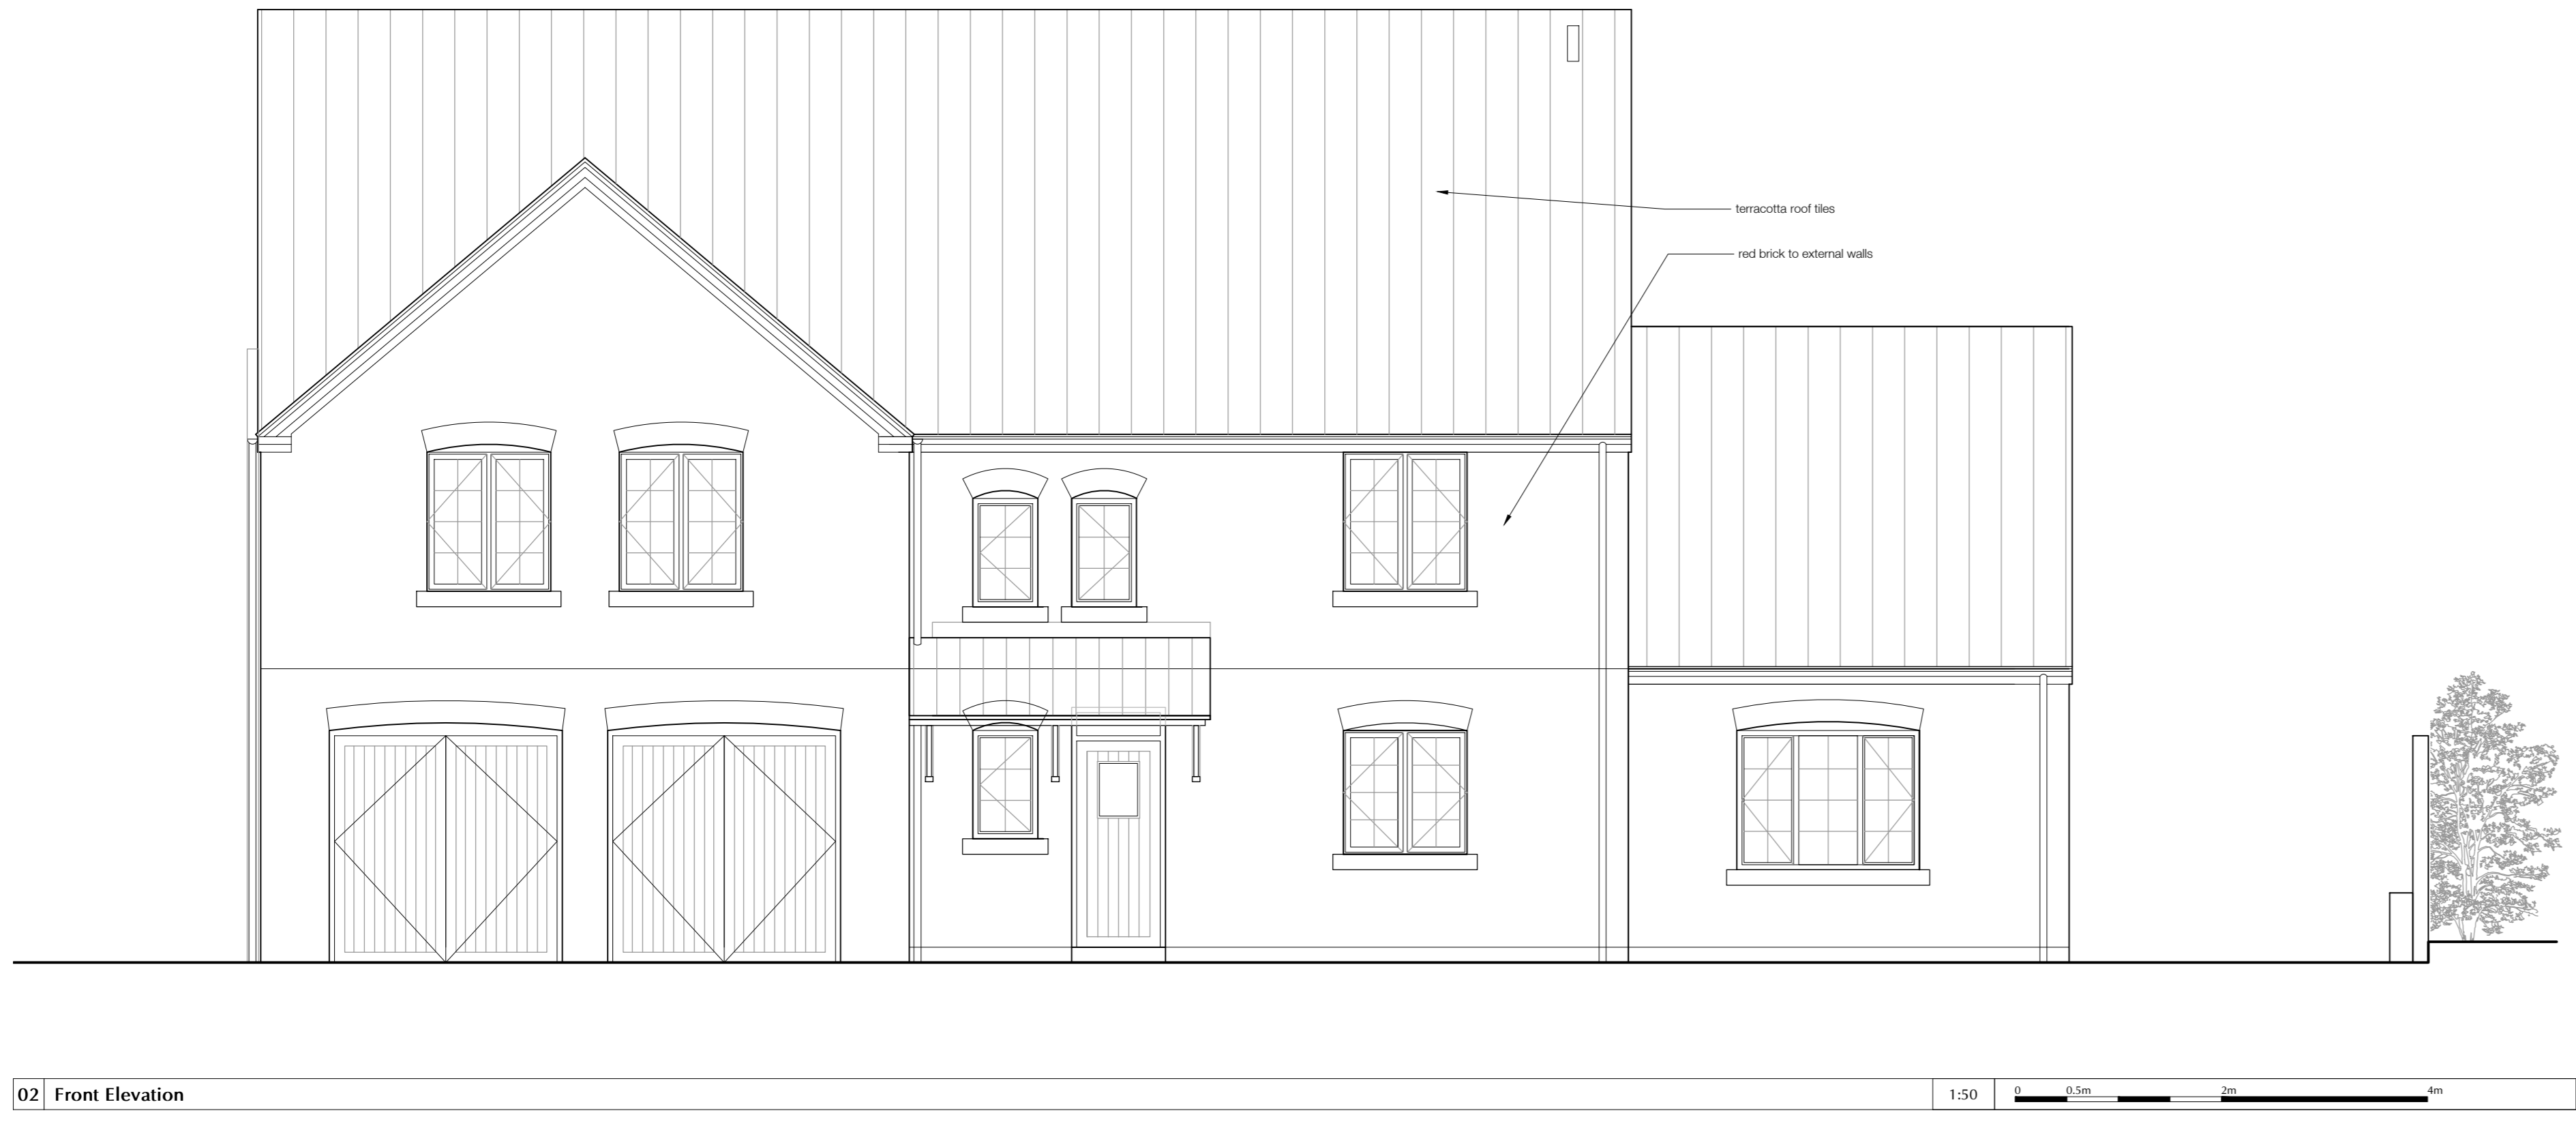 terracotta roof tiles
red brick to external walls
02 Front Elevation
1:50
0 0.5m 2m 4m